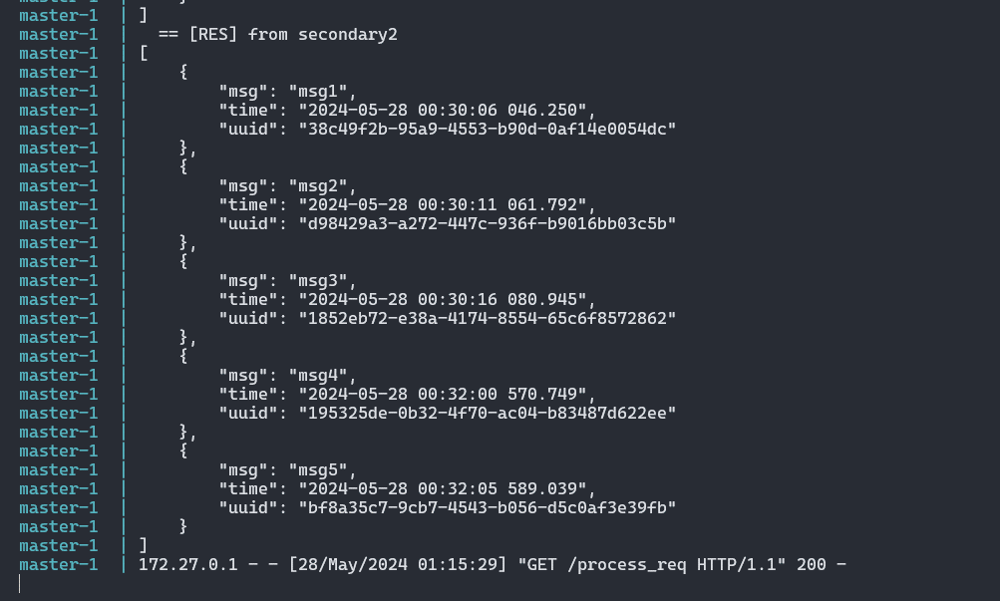 master-1  | ]
master-1  |   == [RES] from secondary2
master-1  | [
master-1  |     {
master-1  |         "msg": "msg1",
master-1  |         "time": "2024-05-28 00:30:06 046.250",
master-1  |         "uuid": "38c49f2b-95a9-4553-b90d-0af14e0054dc"
master-1  |     },
master-1  |     {
master-1  |         "msg": "msg2",
master-1  |         "time": "2024-05-28 00:30:11 061.792",
master-1  |         "uuid": "d98429a3-a272-447c-936f-b9016bb03c5b"
master-1  |     },
master-1  |     {
master-1  |         "msg": "msg3",
master-1  |         "time": "2024-05-28 00:30:16 080.945",
master-1  |         "uuid": "1852eb72-e38a-4174-8554-65c6f8572862"
master-1  |     },
master-1  |     {
master-1  |         "msg": "msg4",
master-1  |         "time": "2024-05-28 00:32:00 570.749",
master-1  |         "uuid": "195325de-0b32-4f70-ac04-b83487d622ee"
master-1  |     },
master-1  |     {
master-1  |         "msg": "msg5",
master-1  |         "time": "2024-05-28 00:32:05 589.039",
master-1  |         "uuid": "bf8a35c7-9cb7-4543-b056-d5c0af3e39fb"
master-1  |     }
master-1  | ]
master-1  | 172.27.0.1 - - [28/May/2024 01:15:29] "GET /process_req HTTP/1.1" 200 -